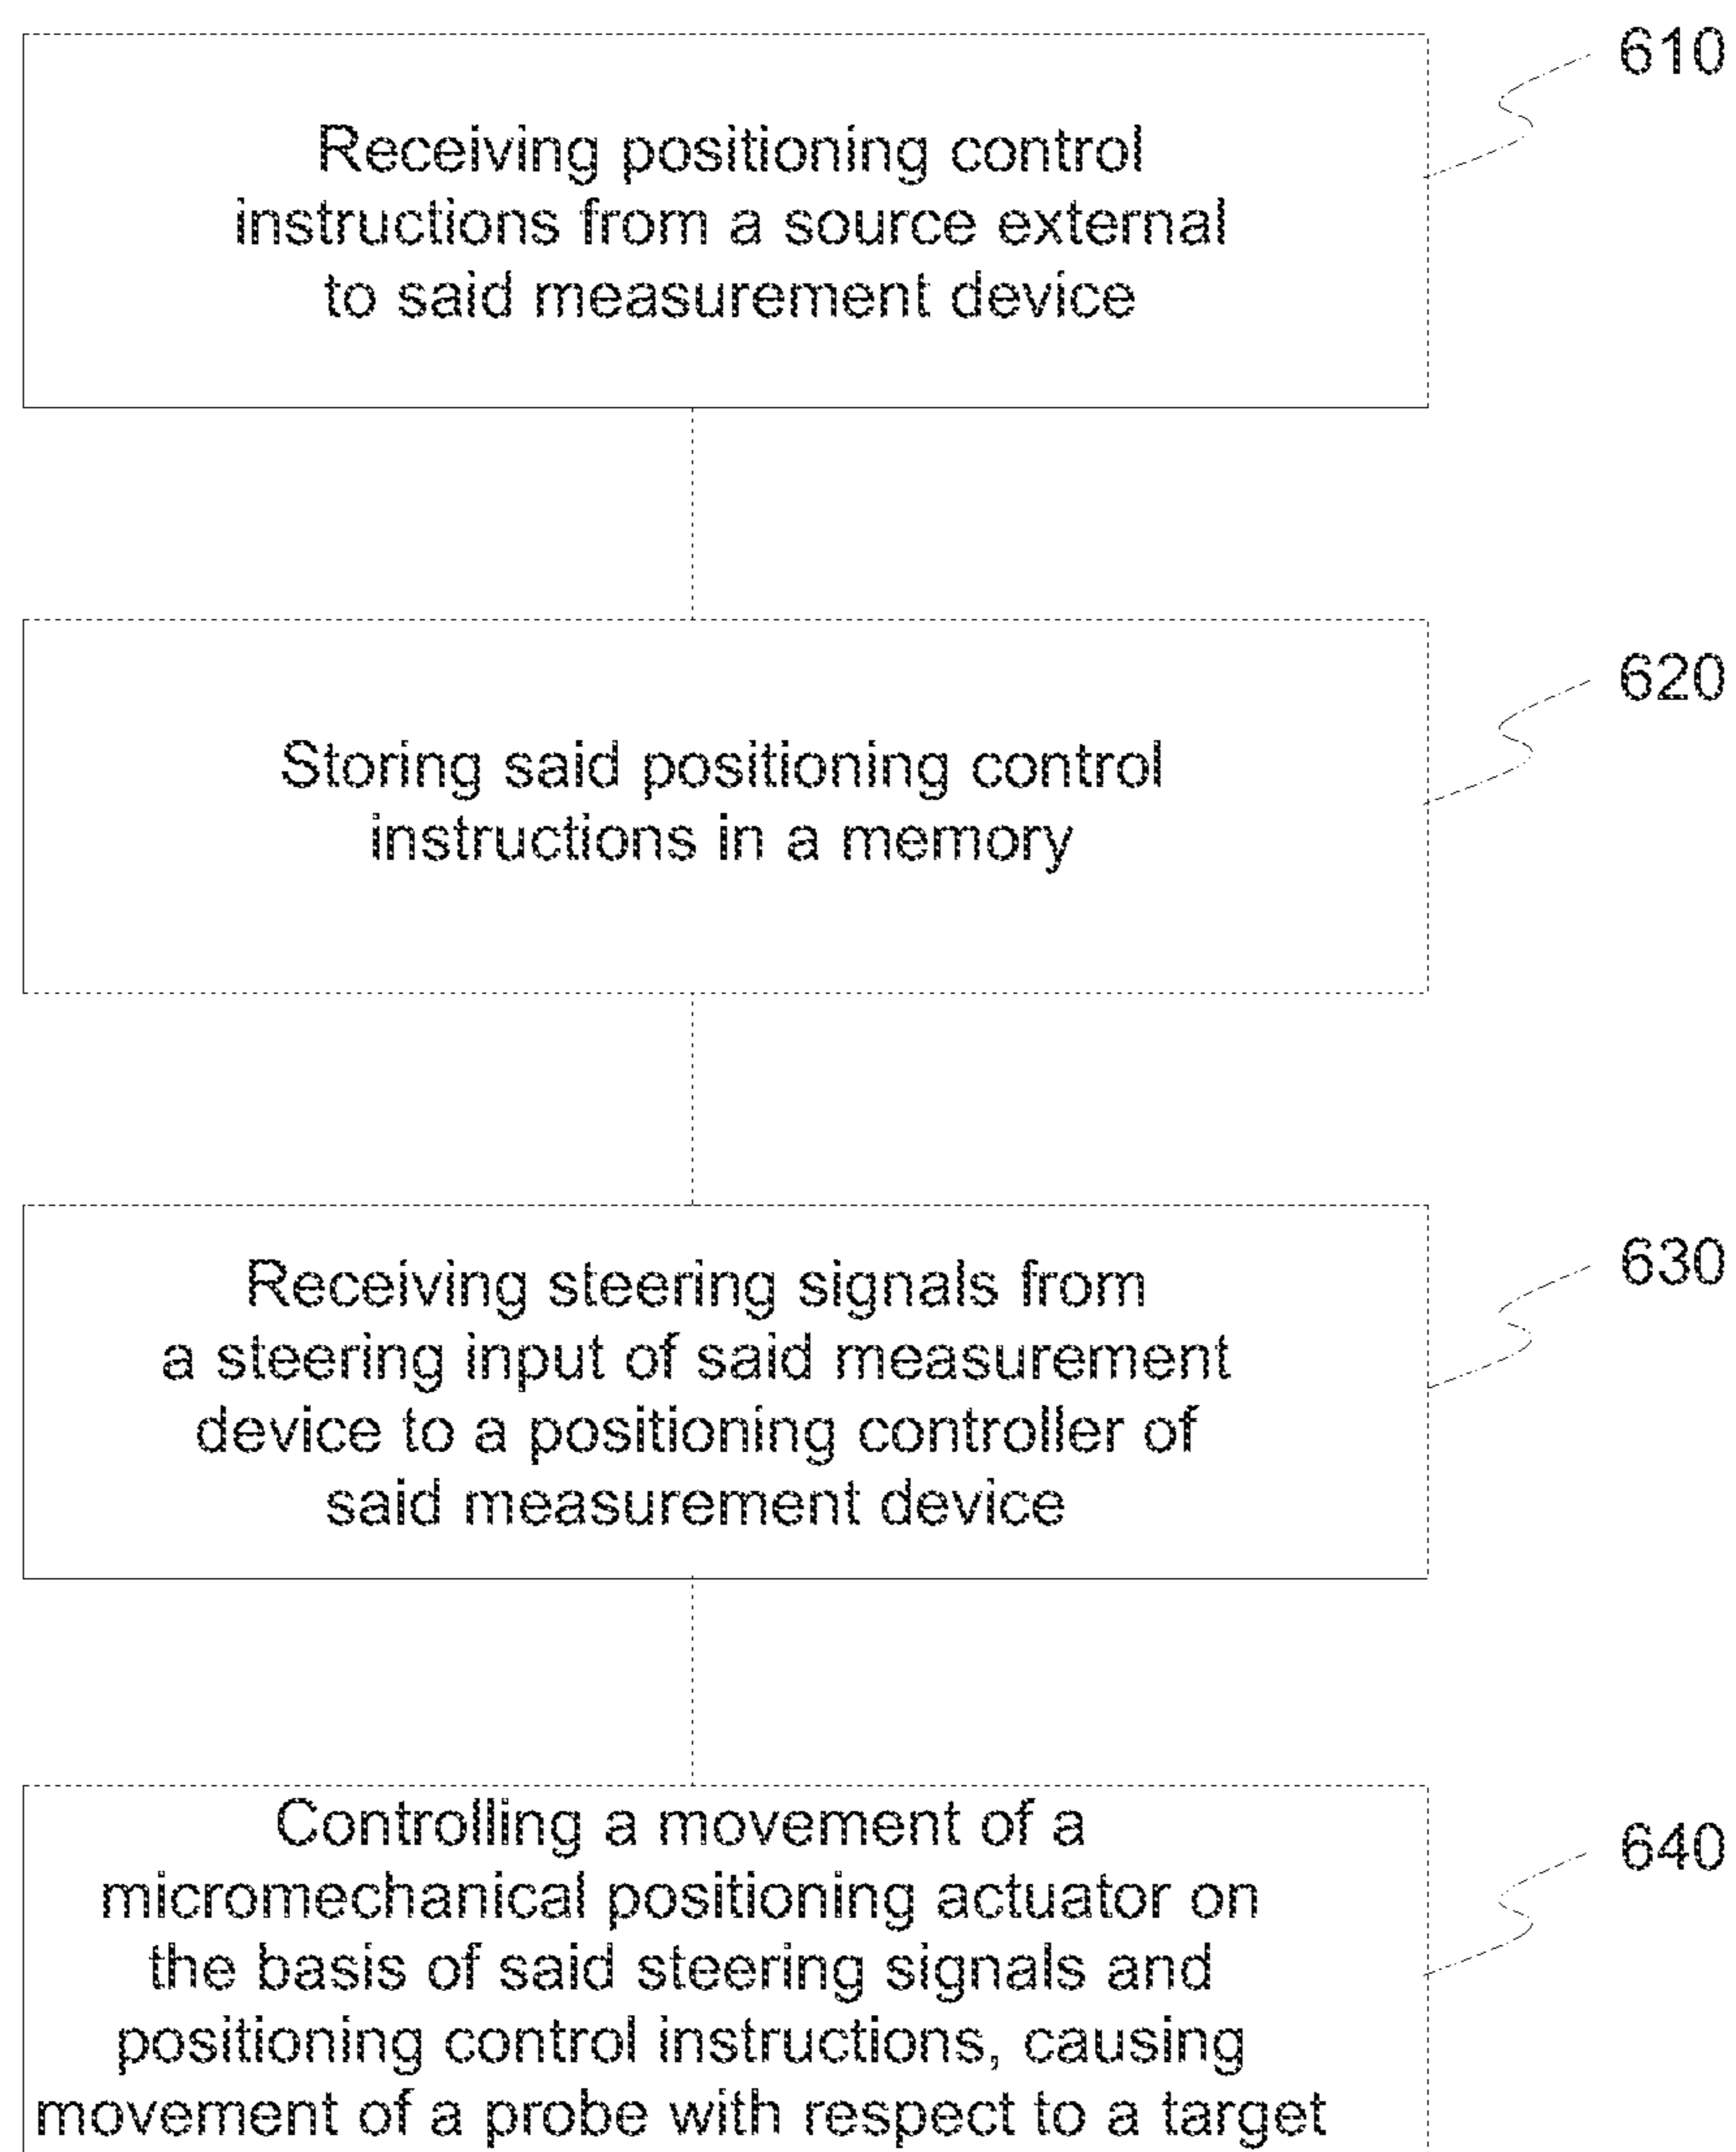 610
Receiving positioning control
instructions from a source external
to said measurement device
620
Storing said positioning control
instructions in a memory
630
Receiving steering signals from
a steering input of said measurement
device to a positioning controller of
said measurement device
640
Controlling a movement of a
micromechanical positioning actuator on
the basis of said steering signals and
positioning control instructions, causing
movement of a probe with respect to a target